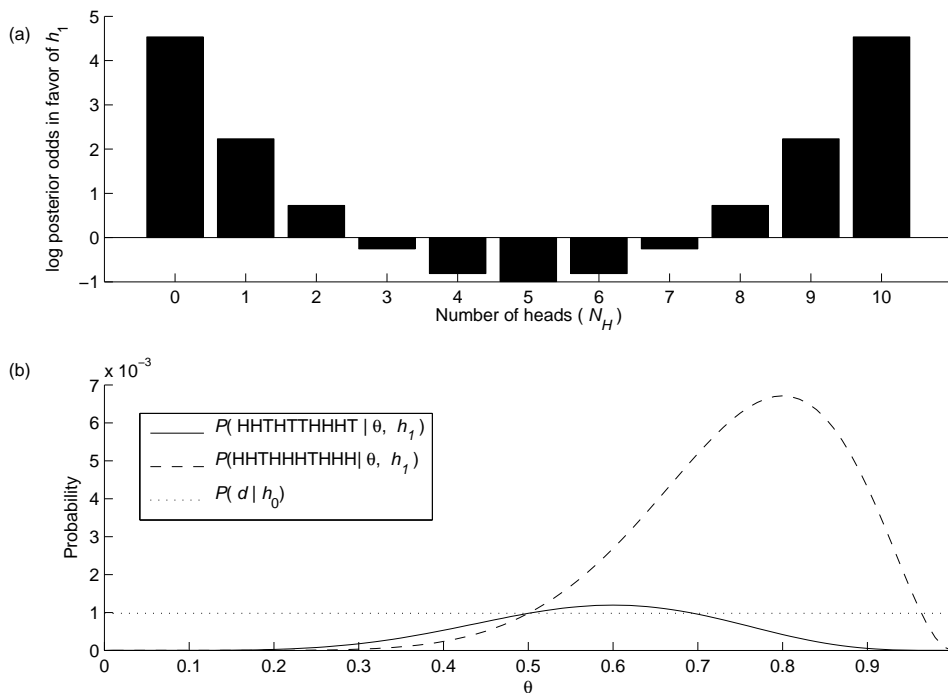 (a)
log posterior odds in favor of h1
5
4
3
2
1
0
−1
0 1 2 3 4 5 6 7 8 9 10
Number of heads ( NH )
(b)
x 10−3
Probability
7
6
5
4
3
2
1
0
P( HHTHTTHHHT | θ, h1)
P(HHTHHHTHHH| θ, h1)
P( d | h0)
0 0.1 0.2 0.3 0.4 0.5 0.6 0.7 0.8 0.9
θ